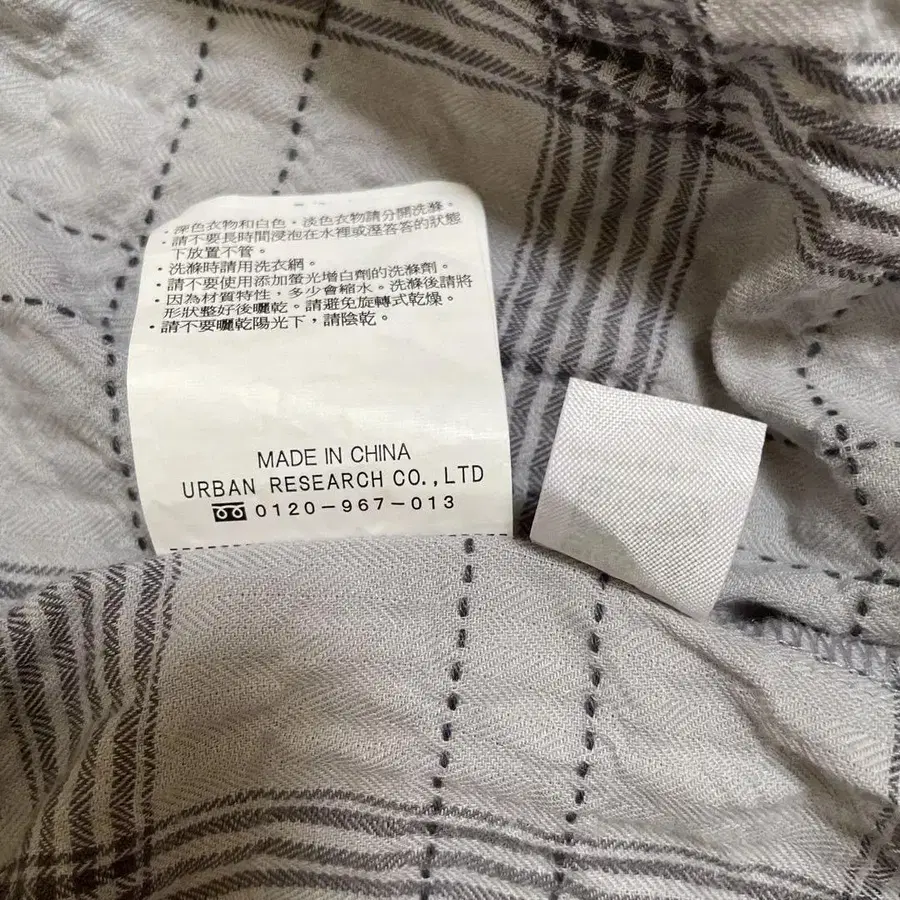 ・深色衣物和白色・淡色衣物請分開洗滌。
・請不要長時間浸泡在水裡或溼答答的狀態
下放置不管。
・洗滌時請用洗衣網。
・請不要使用添加螢光增白劑的洗滌劑。
・因為材質特性，多少會縮水。洗滌後請將
形狀整好後曬乾。請避免旋轉式乾燥。
・請不要曬乾陽光下，請陰乾。
MADE IN CHINA
URBAN RESEARCH CO.,LTD
0120-967-013